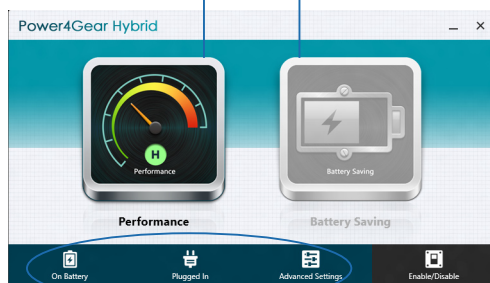 Power4Gear Hybrid
H
Performance
Battery Saving
Performance
Battery Saving
On Battery
Plugged In
Advanced Settings
Enable/Disable